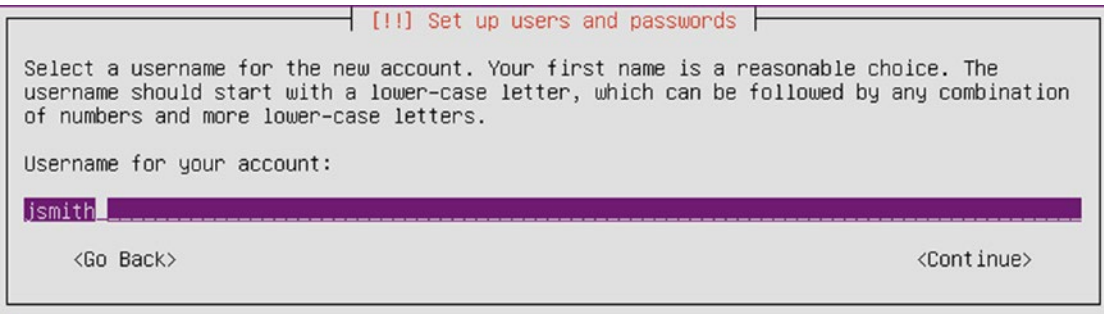 [!!] Set up users and passwords
Select a username for the new account. Your first name is a reasonable choice. The
username should start with a lower-case letter, which can be followed by any combination
of numbers and more lower-case letters.
Username for your account:
jsmith
<Go Back> <Continue>